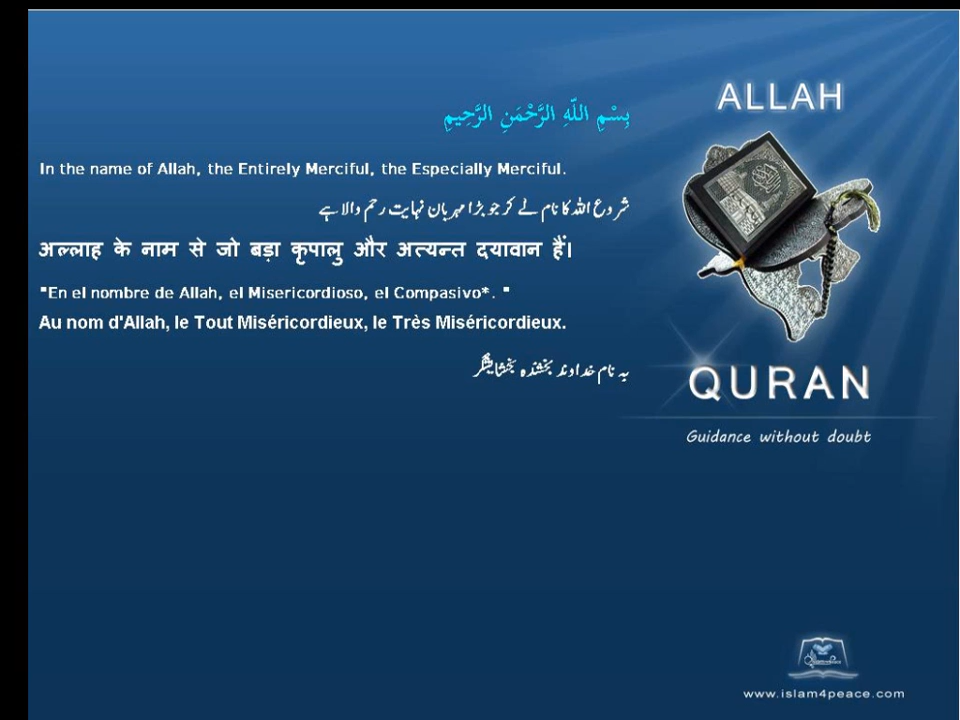 بِسْمِ اللّهِ الرَّحْمَنِ الرَّحِيمِ
In the name of Allah, the Entirely Merciful, the Especially Merciful.
شروع الله کا نام لے کر جو بڑا مہربان نہایت رحم والا ہے
अल्लाह के नाम से जो बड़ा कृपालु और अत्यन्त दयावान हैं।
"En el nombre de Allah, el Misericordioso, el Compasivo*. "
Au nom d'Allah, le Tout Miséricordieux, le Très Miséricordieux.
به نام خداوند بخشنده بخشایشگر
ALLAH
QURAN
Guidance without doubt
www.islam4peace.com